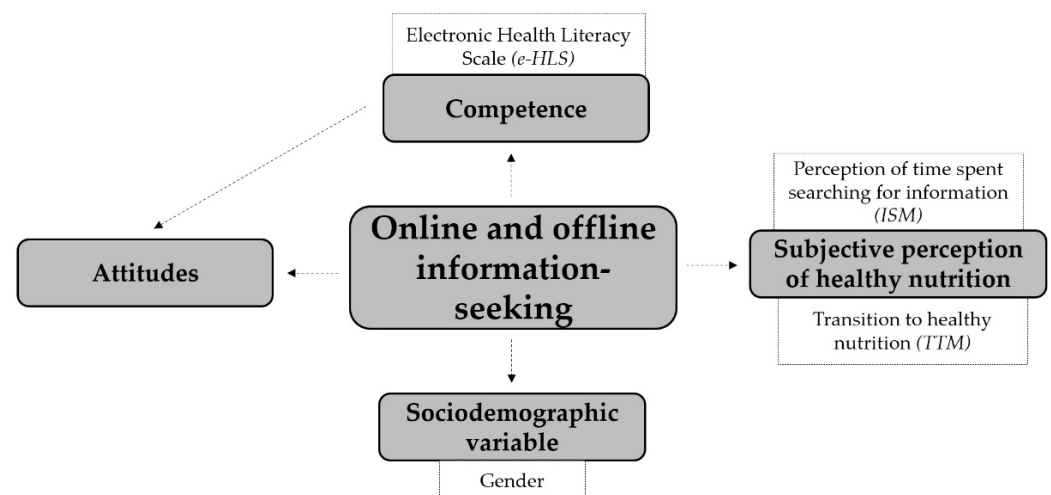 Electronic Health Literacy
Scale (e-HLS)
Competence
Perception of time spent
searching for information
(ISM)
Online and offline
information-
seeking
Attitudes
Subjective perception
of healthy nutrition
Transition to healthy
nutrition (TTM)
Sociodemographic
variable
Gender